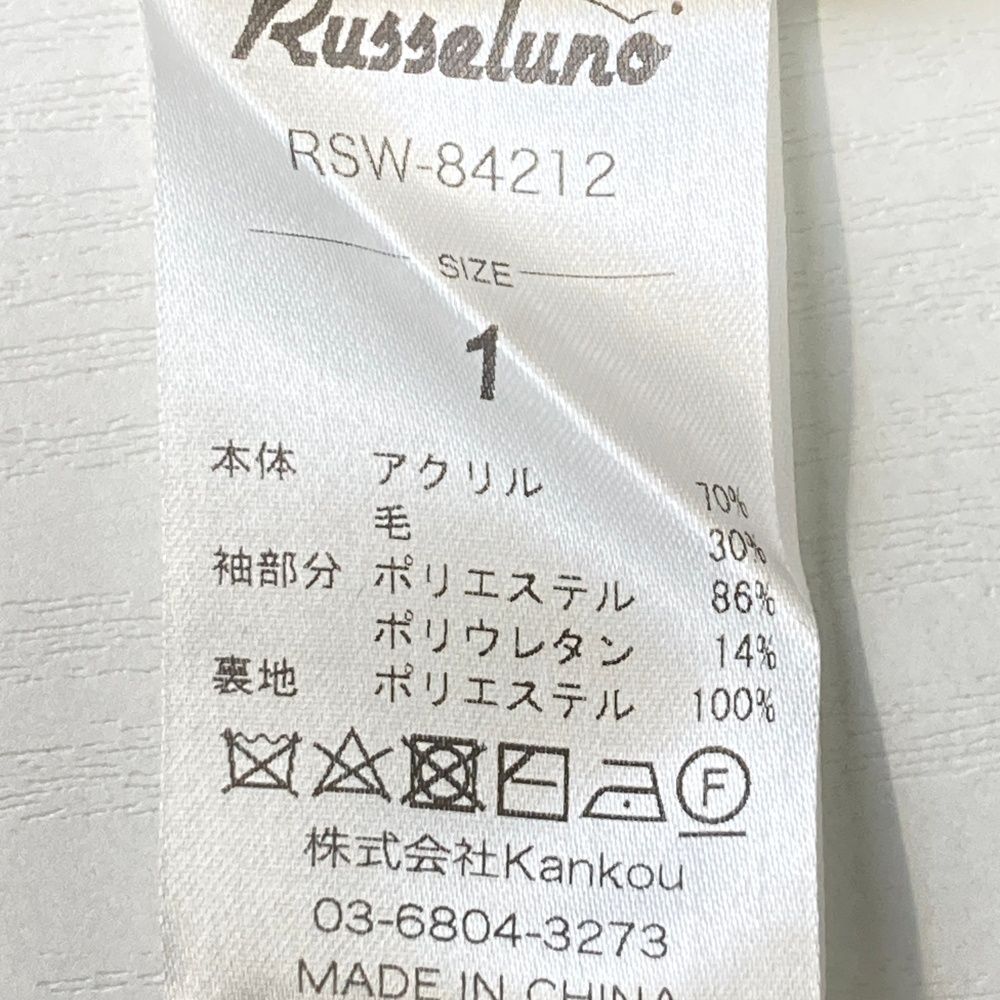 Russeluno
RSW-84212
SIZE
1
本体 アクリル 70%
毛 30%
袖部分 ポリエステル 86%
ポリウレタン 14%
裏地 ポリエステル 100%
F
株式会社Kankou
03-6804-3273
MADE IN CHINA